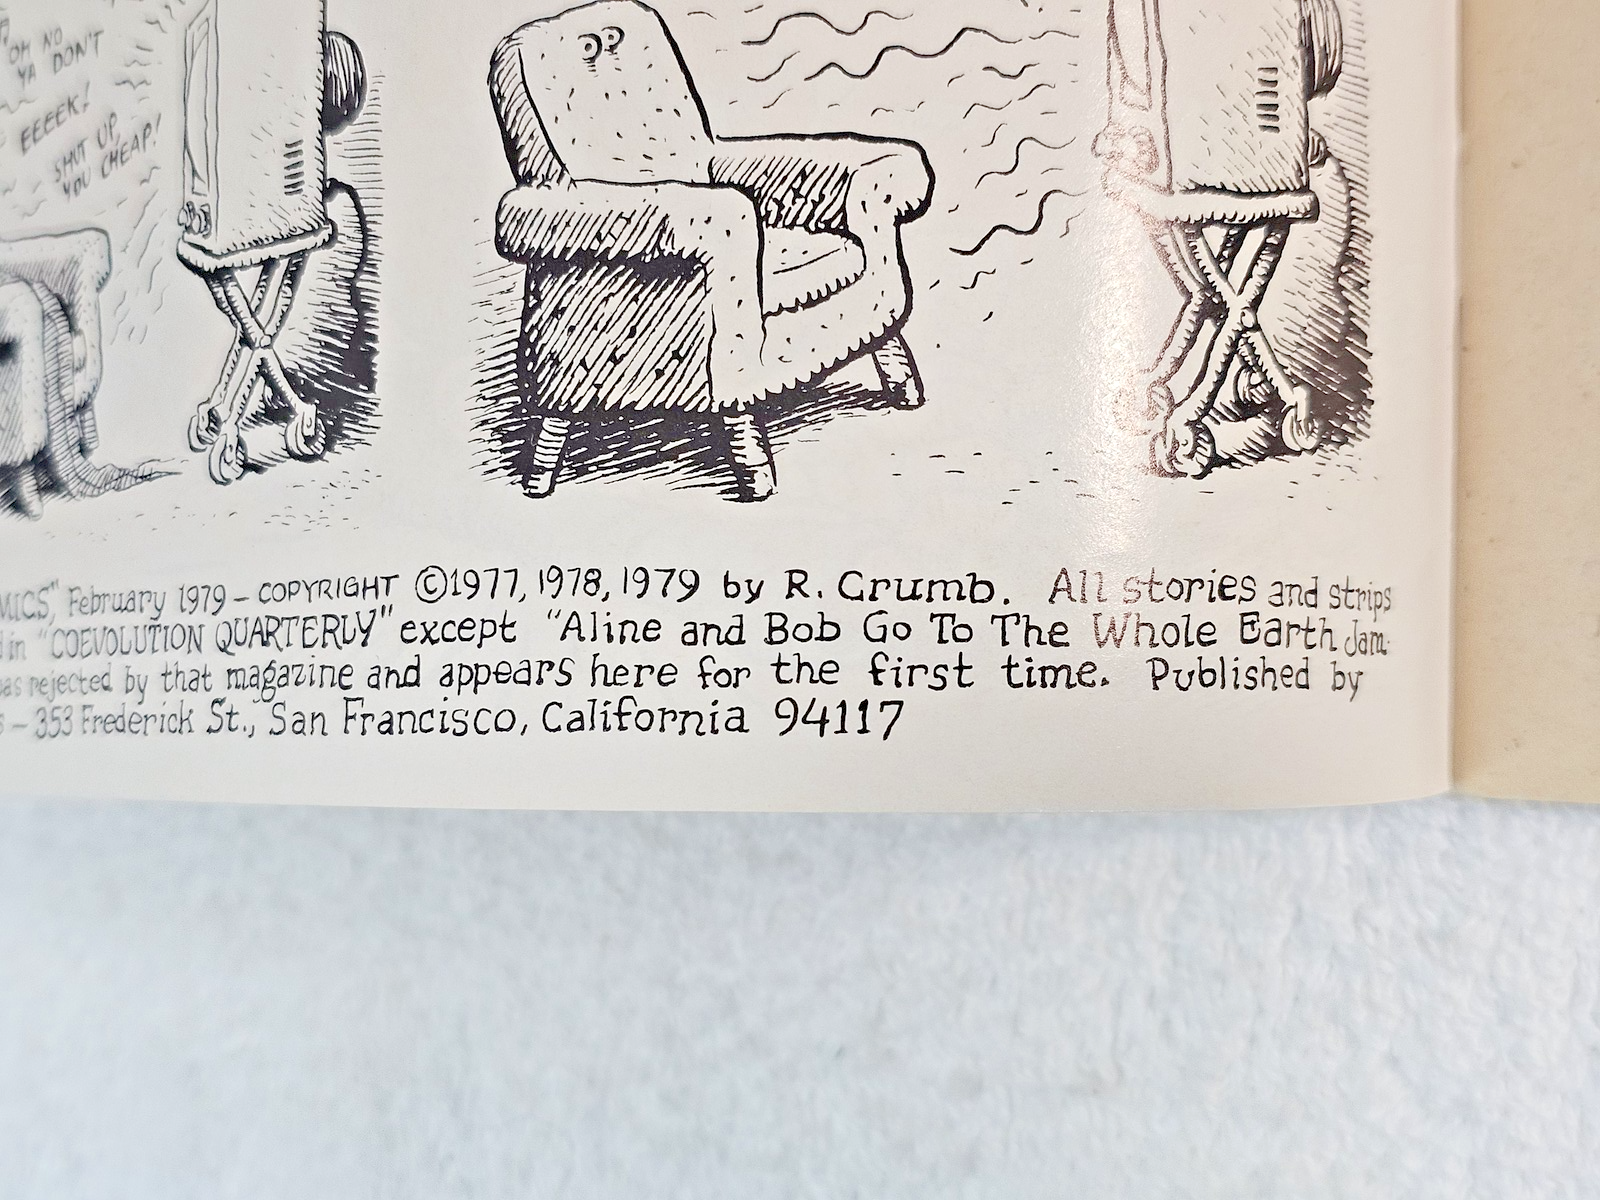 OH NO
YA DON'T
EEEEK!
SHUT UP,
YOU CHEAP!
MICS," February 1979 – COPYRIGHT ©1977, 1978, 1979 by R. Crumb. All stories and strips
in "COEVOLUTION QUARTERLY" except "Aline and Bob Go To The Whole Earth Jam-
was rejected by that magazine and appears here for the first time. Published by
– 353 Frederick St., San Francisco, California 94117